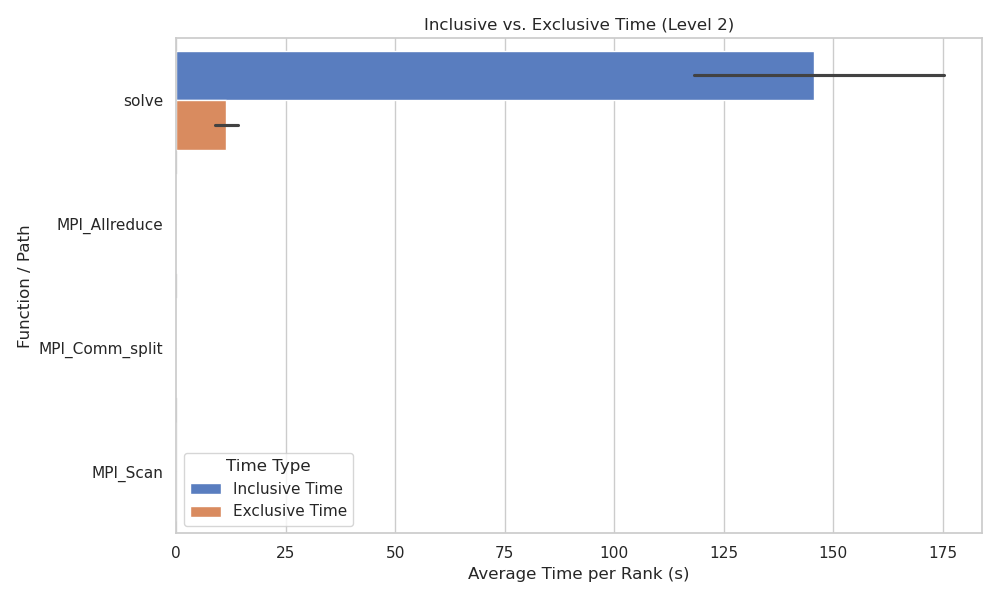 Inclusive vs. Exclusive Time (Level 2)
Function / Path
solve
MPI_Allreduce
MPI_Comm_split
MPI_Scan
Time Type
Inclusive Time
Exclusive Time
0 25 50 75 100 125 150 175
Average Time per Rank (s)